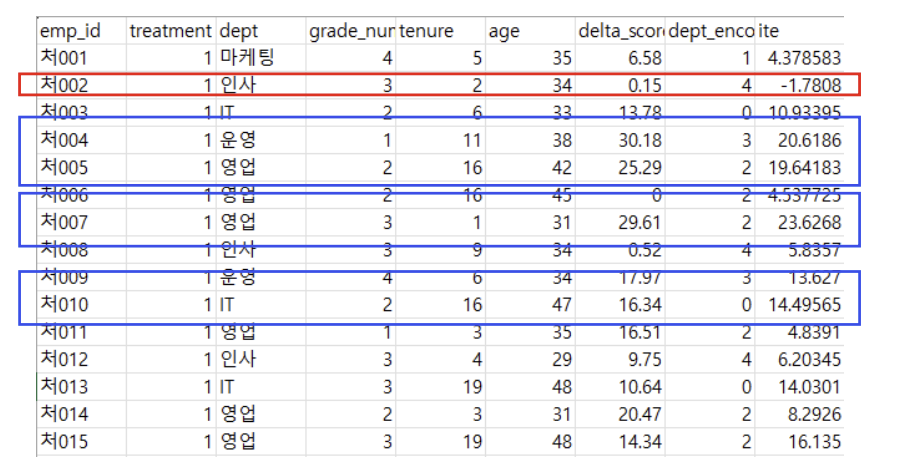 emp_id treatment dept grade_nur tenure age delta_scor dept_enco ite
처001 1 마케팅 4 5 35 6.58 1 4.378583
처002 1 인사 3 2 34 0.15 4 -1.7808
처003 1 IT 2 6 33 13.78 0 10.93395
처004 1 운영 1 11 38 30.18 3 20.6186
처005 1 영업 2 16 42 25.29 2 19.64183
처006 1 영업 2 16 45 0 2 4.537725
처007 1 영업 3 1 31 29.61 2 23.6268
처008 1 인사 3 9 34 0.52 4 5.8357
처009 1 운영 4 6 34 17.97 3 13.627
처010 1 IT 2 16 47 16.34 0 14.49565
처011 1 영업 1 3 35 16.51 2 4.8391
처012 1 인사 3 4 29 9.75 4 6.20345
처013 1 IT 3 19 48 10.64 0 14.0301
처014 1 영업 2 3 31 20.47 2 8.2926
처015 1 영업 3 19 48 14.34 2 16.135